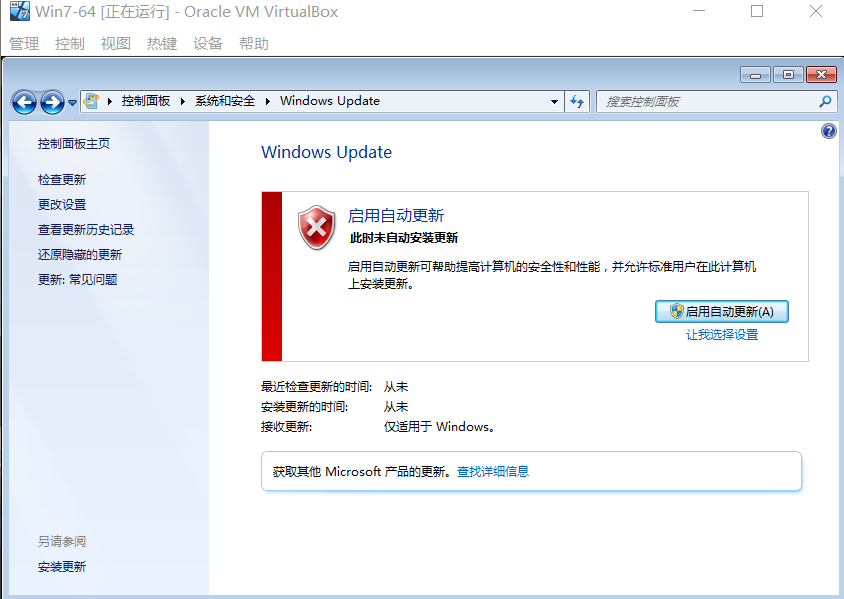 Win7-64 [正在运行] - Oracle VM VirtualBox
管理 控制 视图 热键 设备 帮助
控制面板 系统和安全 Windows Update
搜索控制面板
控制面板主页
检查更新
更改设置
查看更新历史记录
还原隐藏的更新
更新: 常见问题
另请参阅
安装更新
Windows Update
启用自动更新
此时未自动安装更新
启用自动更新可帮助提高计算机的安全性和性能，并允许标准用户在此计算机
上安装更新。
启用自动更新(A)
让我选择设置
最近检查更新的时间: 从未
安装更新的时间: 从未
接收更新: 仅适用于 Windows。
获取其他 Microsoft 产品的更新。查找详细信息